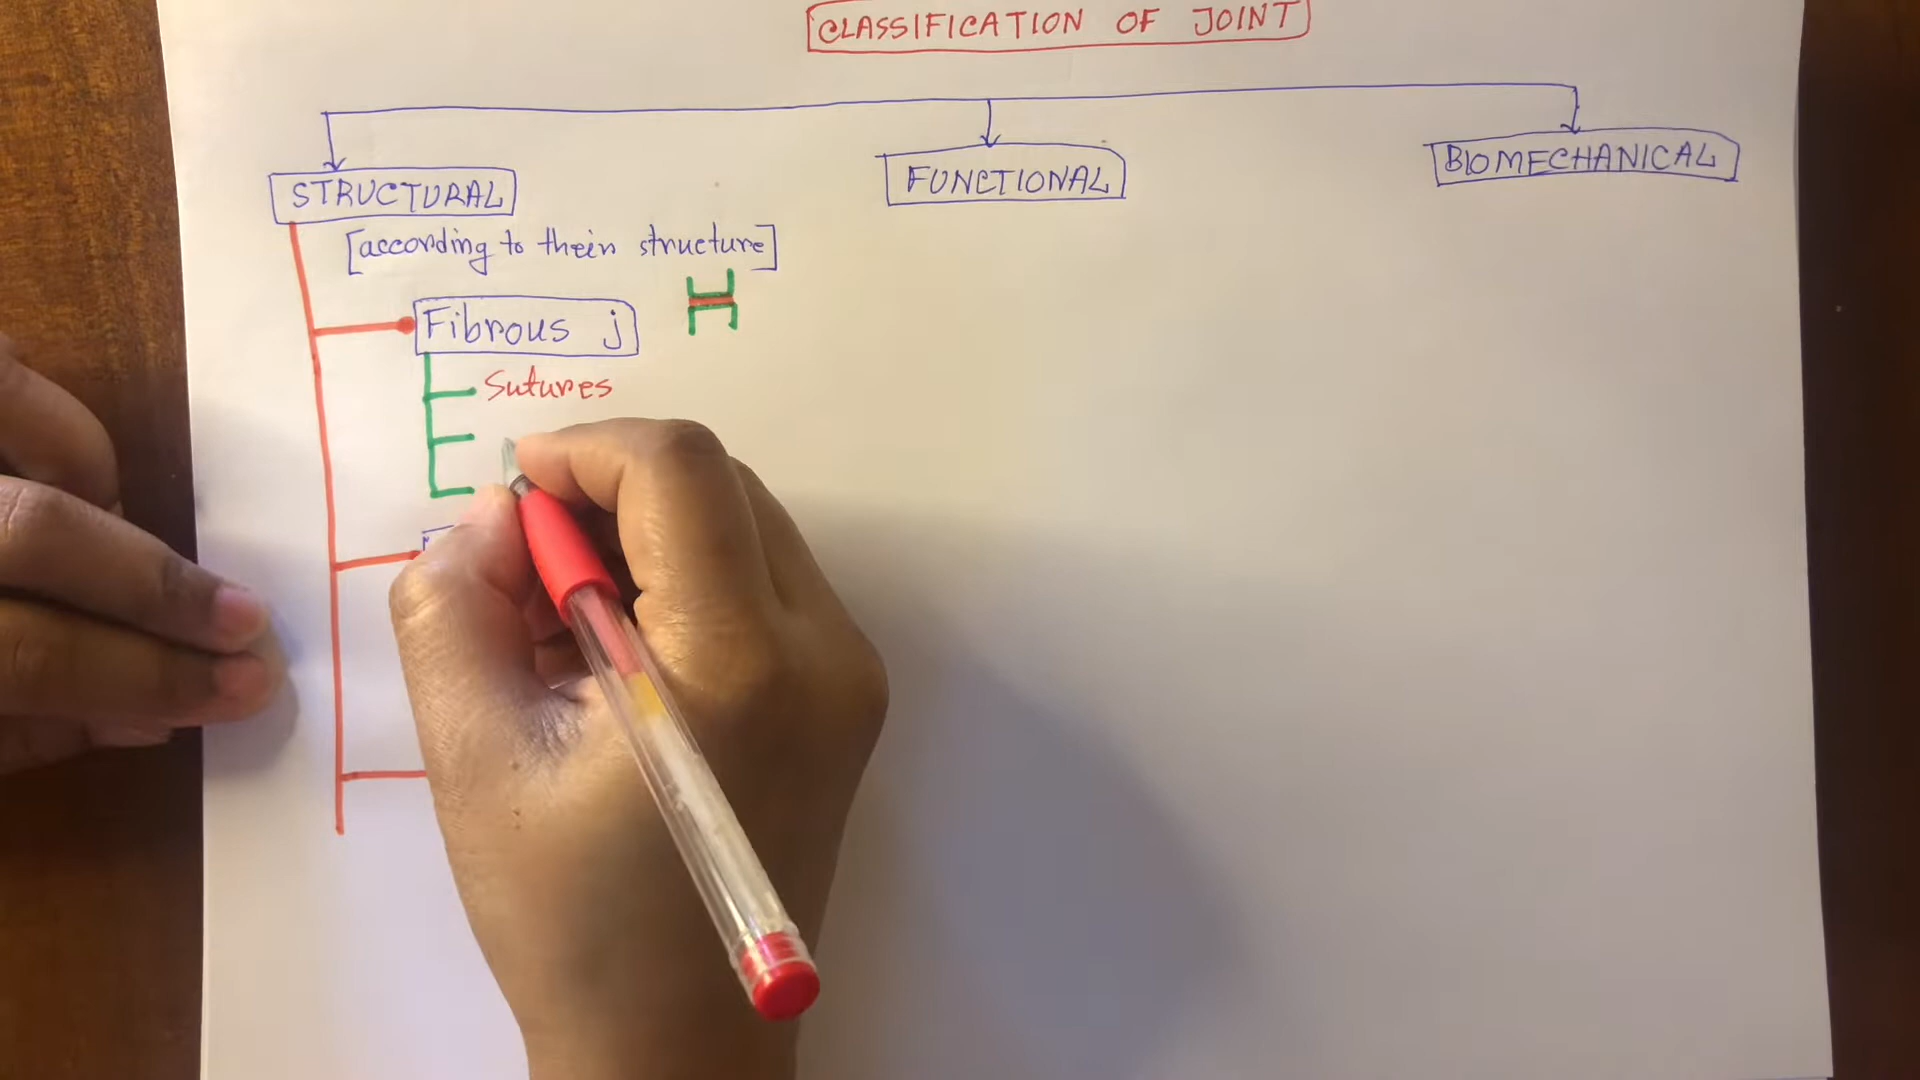 CLASSIFICATION OF JOINT
STRUCTURAL
FUNCTIONAL
BIOMECHANICAL
[according to their structure]
Fibrous j
Sutures